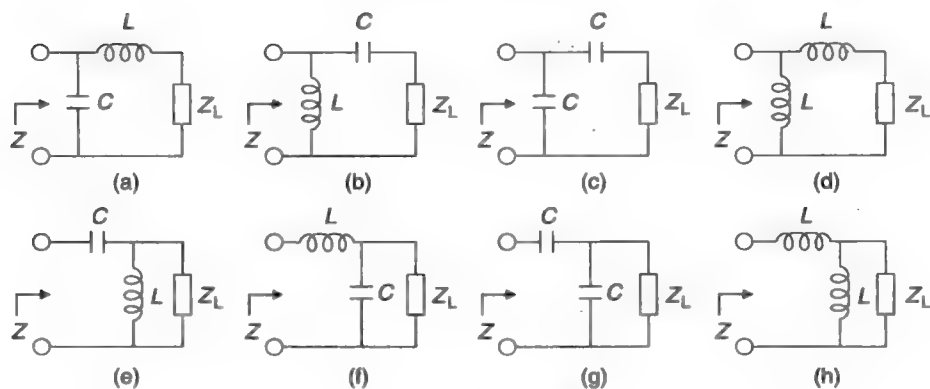 L C C L
C Z_L L Z_L C Z_L L Z_L
Z Z Z Z
(a) (b) (c) (d)
C L C L
L Z_L C Z_L C Z_L L Z_L
Z Z Z Z
(e) (f) (g) (h)